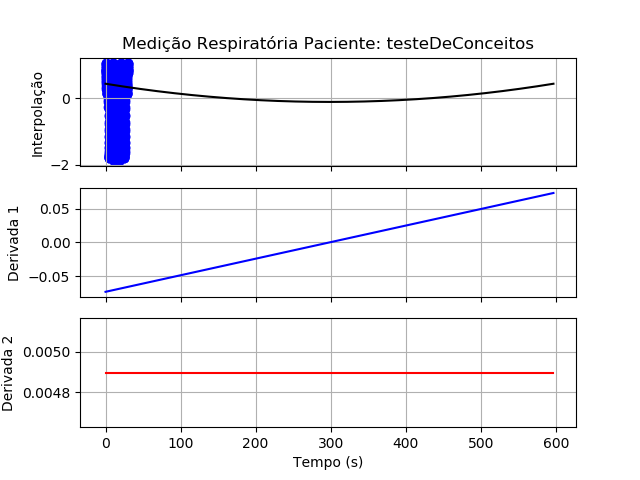 Medição Respiratória Paciente: testeDeConceitos
Interpolação
0
−2
Derivada 1
0.05
0.00
−0.05
Derivada 2
0.0050
0.0048
0 100 200 300 400 500 600
Tempo (s)